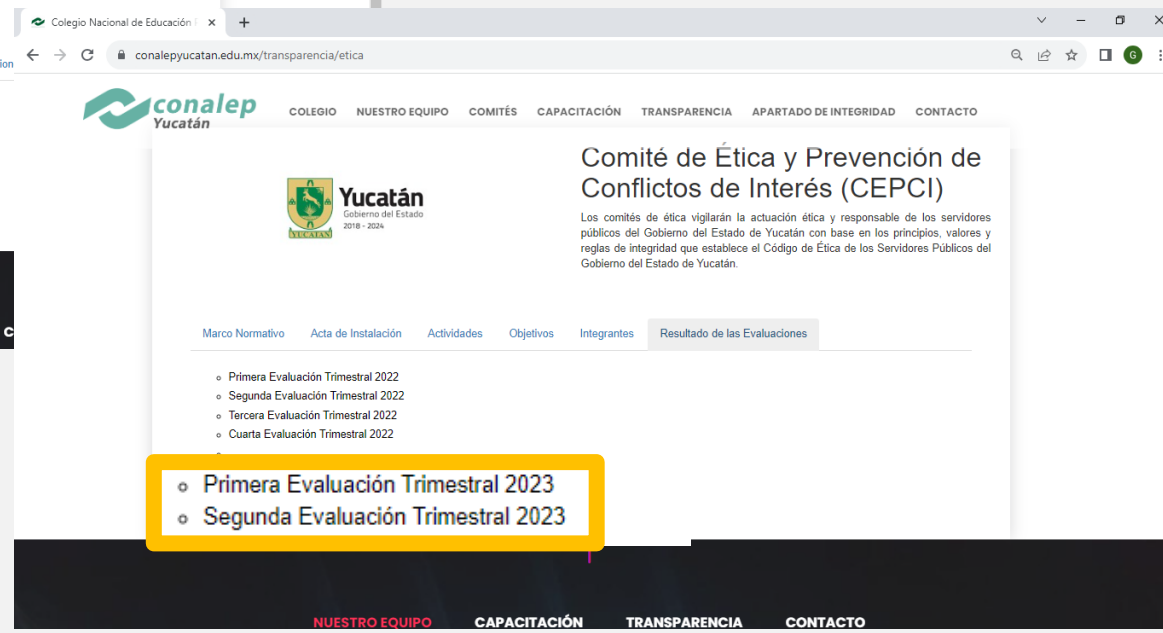 Colegio Nacional de Educación
conalepyucatan.edu.mx/transparencia/etica
G
ion
conalep
Yucatán
COLEGIO NUESTRO EQUIPO COMITÉS CAPACITACIÓN TRANSPARENCIA APARTADO DE INTEGRIDAD CONTACTO
YUCATAN
Yucatán
Gobierno del Estado
2018 - 2024
Comité de Ética y Prevención de
Conflictos de Interés (CEPCI)
Los comités de ética vigilarán la actuación ética y responsable de los servidores
públicos del Gobierno del Estado de Yucatán con base en los principios, valores y
reglas de integridad que establece el Código de Ética de los Servidores Públicos del
Gobierno del Estado de Yucatán.
C
Marco Normativo Acta de Instalación Actividades Objetivos Integrantes Resultado de las Evaluaciones
Primera Evaluación Trimestral 2022
Segunda Evaluación Trimestral 2022
Tercera Evaluación Trimestral 2022
Cuarta Evaluación Trimestral 2022
Primera Evaluación Trimestral 2023
Segunda Evaluación Trimestral 2023
NUESTRO EQUIPO CAPACITACIÓN TRANSPARENCIA CONTACTO